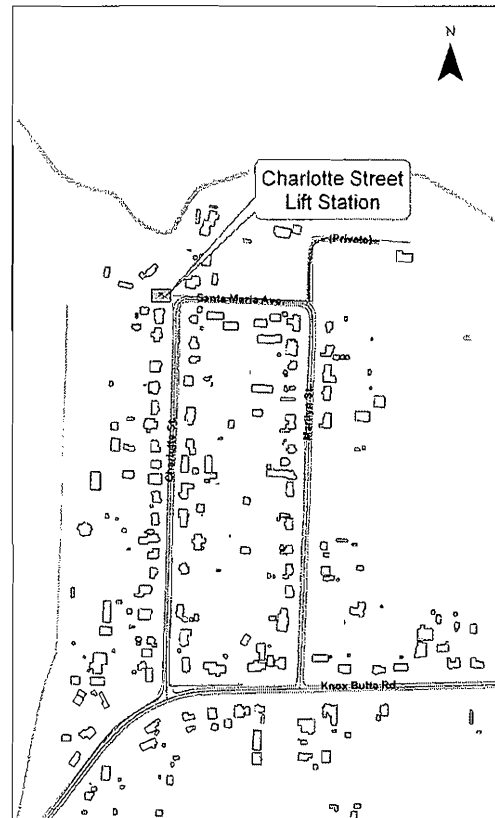 N
Charlotte Street
Lift Station
(Private)
Santa Maria Ave.
Charlotte St.
Marilyn St.
Knox Butte Rd